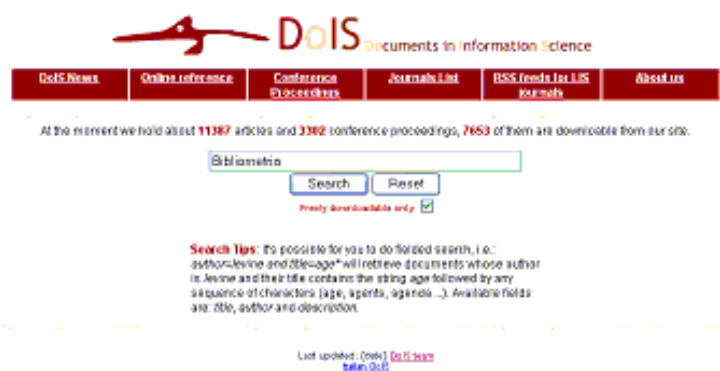 DoIS Documents in Information Science
DoIS News Online reference Conference Proceedings Journals List RSS feeds for LIS journals About us
At the moment we hold about 11387 articles and 3302 conference proceedings, 7653 of them are downloadable from our site.
Bibliometria
Search Reset
Freely downloadable only
Search Tips: It's possible for you to do fielded search, i.e.:
author=levine and title=age* will retrieve documents whose author
is levine and their title contains the string age followed by any
sequence of characters (age, agents, agenda ...). Available fields
are: title, author and description.
Last updated: [date] DoIS team
Italian DoIS